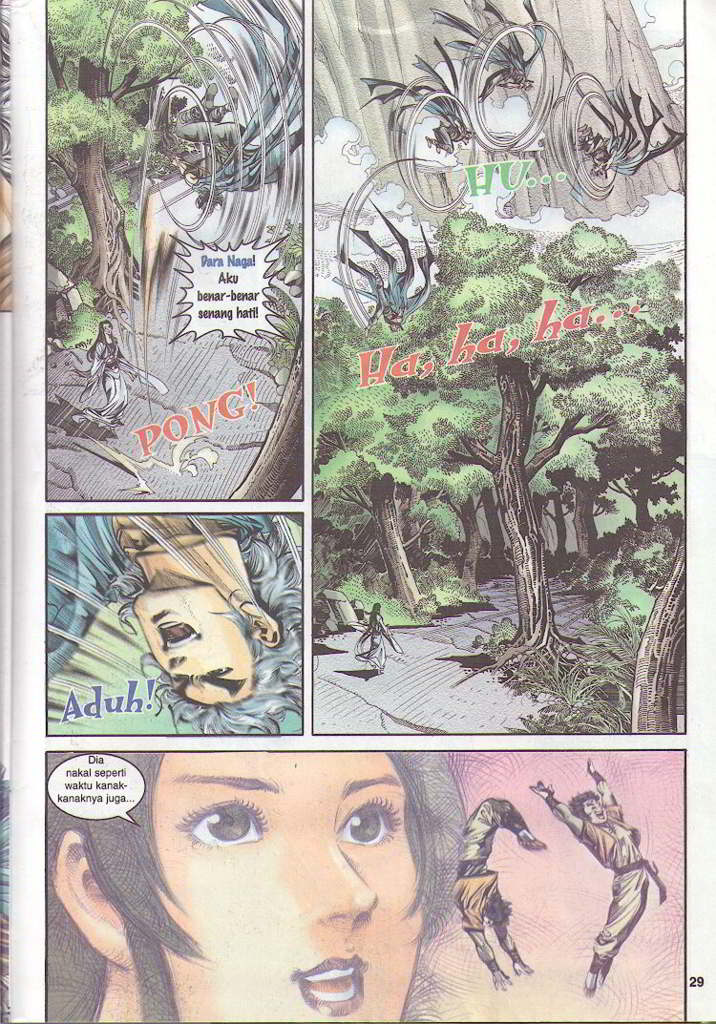 Dara Naga!
Aku
benar-benar
senang hati!
PONG!
HU...
Ha, ha, ha...
Aduh!
Dia
nakal seperti
waktu kanak-
kanaknya juga...
29